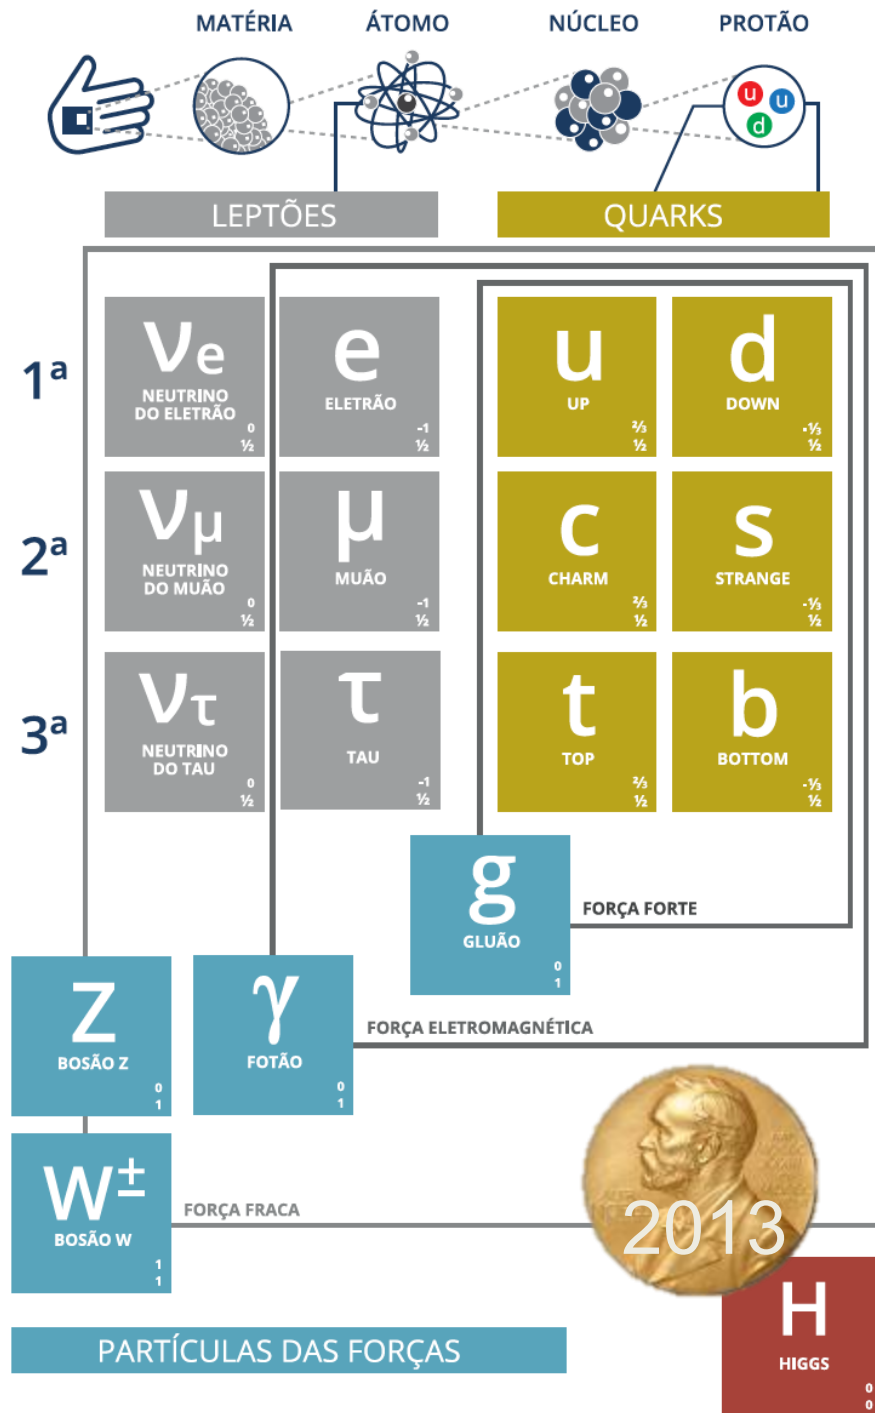 MATÉRIA
ÁTOMO
NÚCLEO
PROTÃO
u
u
d
LEPTÕES
QUARKS
1ª
νe
NEUTRINO
DO ELETRÃO
0
½
e
ELETRÃO
-1
½
u
UP
⅔
½
d
DOWN
-⅓
½
2ª
νμ
NEUTRINO
DO MUÃO
0
½
μ
MUÃO
-1
½
c
CHARM
⅔
½
s
STRANGE
-⅓
½
3ª
ντ
NEUTRINO
DO TAU
0
½
τ
TAU
-1
½
t
TOP
⅔
½
b
BOTTOM
-⅓
½
g
GLUÃO
0
1
FORÇA FORTE
Z
BOSÃO Z
0
1
γ
FOTÃO
0
1
FORÇA ELETROMAGNÉTICA
W±
BOSÃO W
1
1
FORÇA FRACA
2013
H
HIGGS
0
0
PARTÍCULAS DAS FORÇAS